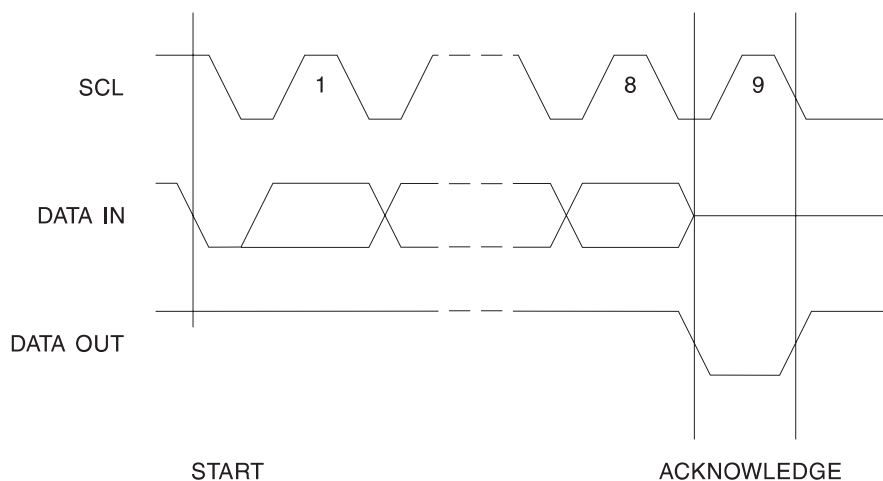 SCL
1
8
9
DATA IN
DATA OUT
START
ACKNOWLEDGE